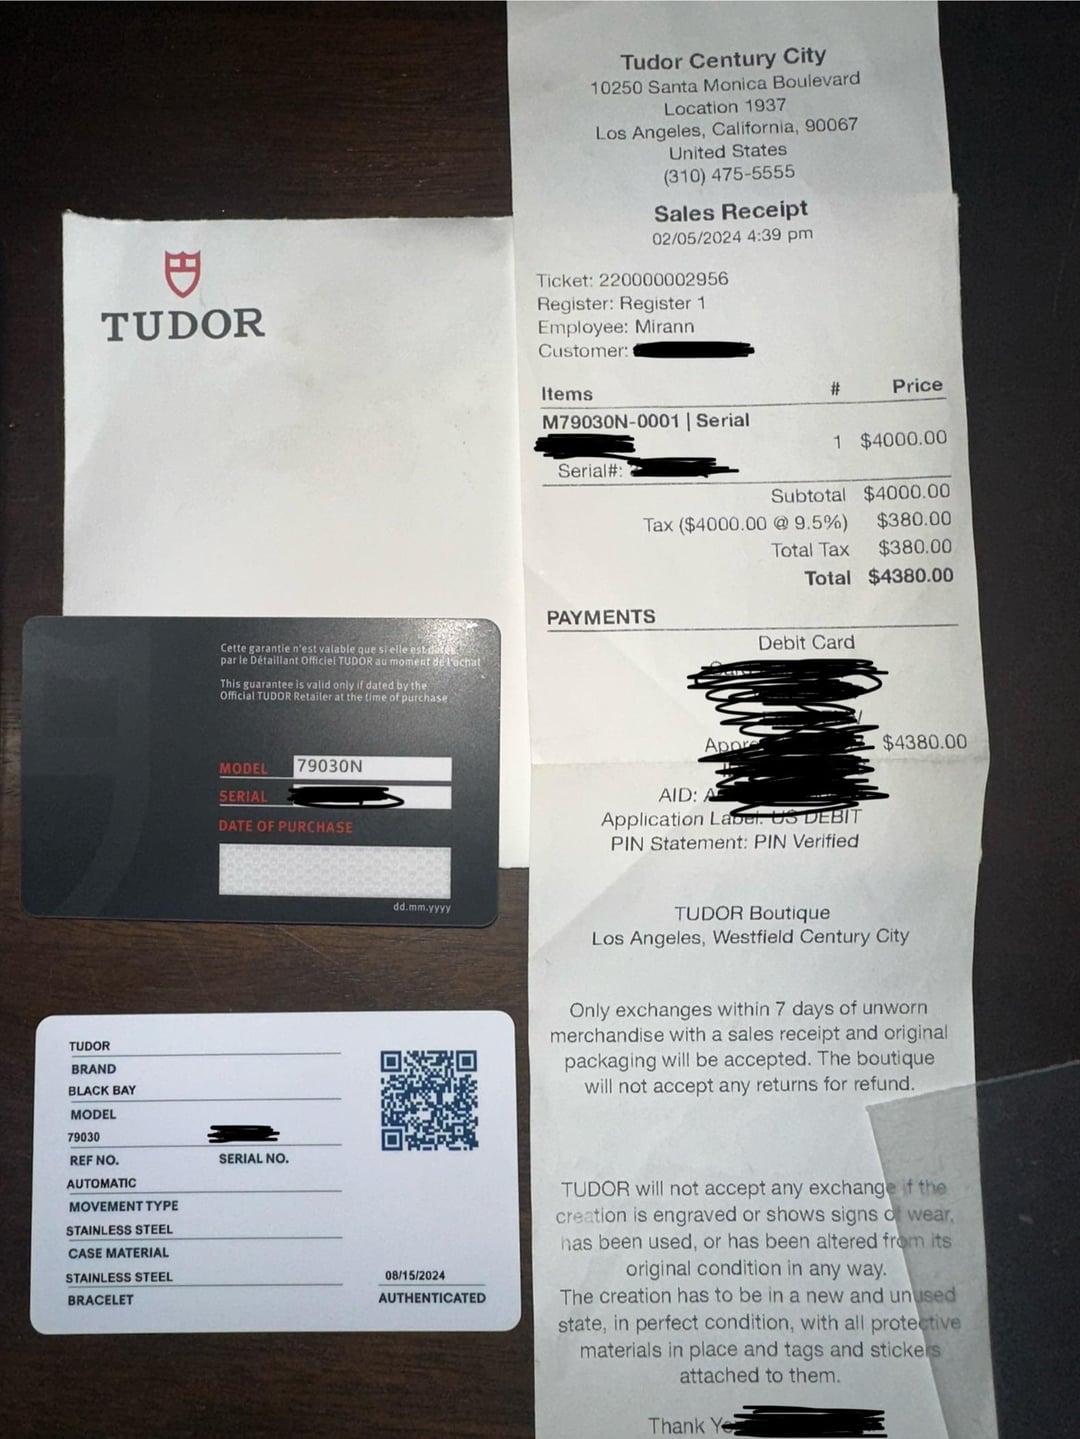 Tudor Century City
10250 Santa Monica Boulevard
Location 1937
Los Angeles, California, 90067
United States
(310) 475-5555
Sales Receipt
02/05/2024 4:39 pm
Ticket: 220000002956
Register: Register 1
Employee: Mirann
Customer:
Items # Price
M79030N-0001 | Serial
1 $4000.00
Serial#:
Subtotal $4000.00
Tax ($4000.00 @ 9.5%) $380.00
Total Tax $380.00
Total $4380.00
PAYMENTS
Debit Card
$4380.00
AID:
Application Label: US DEBIT
PIN Statement: PIN Verified
TUDOR Boutique
Los Angeles, Westfield Century City
Only exchanges within 7 days of unworn
merchandise with a sales receipt and original
packaging will be accepted. The boutique
will not accept any returns for refund.
TUDOR will not accept any exchange if the
creation is engraved or shows signs of wear,
has been used, or has been altered from its
original condition in any way.
The creation has to be in a new and unused
state, in perfect condition, with all protective
materials in place and tags and stickers
attached to them.
Thank
TUDOR
Cette garantie n'est valable que si elle est datée
par le Détaillant Officiel TUDOR au moment de l'achat
This guarantee is valid only if dated by the
Official TUDOR Retailer at the time of purchase
MODEL 79030N
SERIAL
DATE OF PURCHASE
dd.mm.yyyy
TUDOR
BRAND
BLACK BAY
MODEL
79030
REF NO. SERIAL NO.
AUTOMATIC
MOVEMENT TYPE
STAINLESS STEEL
CASE MATERIAL
STAINLESS STEEL 08/15/2024
BRACELET AUTHENTICATED